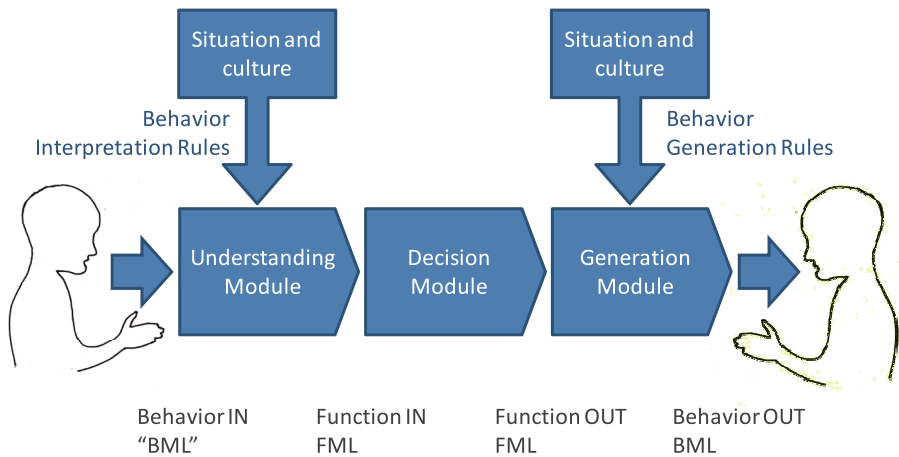 Situation and
culture
Situation and
culture
Behavior
Interpretation Rules
Behavior
Generation Rules
Understanding
Module
Decision
Module
Generation
Module
Behavior IN
“BML”
Function IN
FML
Function OUT
FML
Behavior OUT
BML